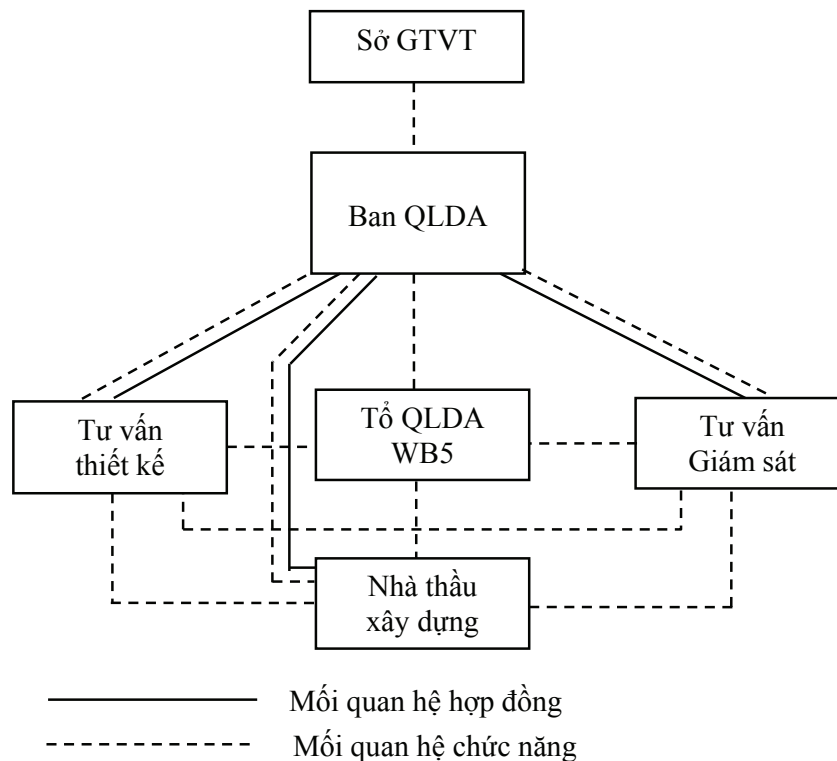 Sở GTVT
Ban QLDA
Tư vấn
thiết kế
Tổ QLDA
WB5
Tư vấn
Giám sát
Nhà thầu
xây dựng
Mối quan hệ hợp đồng
Mối quan hệ chức năng